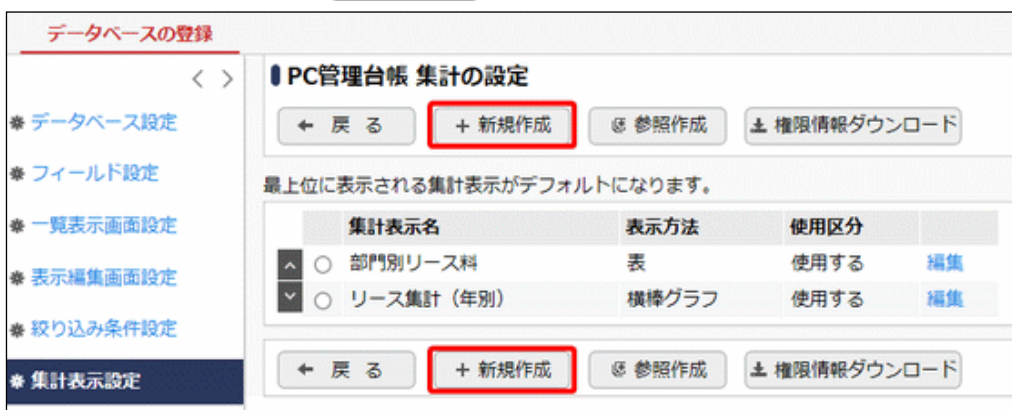 データベースの登録
データベース設定
フィールド設定
一覧表示画面設定
表示編集画面設定
絞り込み条件設定
集計表示設定
PC管理台帳 集計の設定
戻る 新規作成 参照作成 権限情報ダウンロード
最上位に表示される集計表示がデフォルトになります。
集計表示名 表示方法 使用区分
部門別リース料 表 使用する 編集
リース集計（年別） 横棒グラフ 使用する 編集
戻る 新規作成 参照作成 権限情報ダウンロード